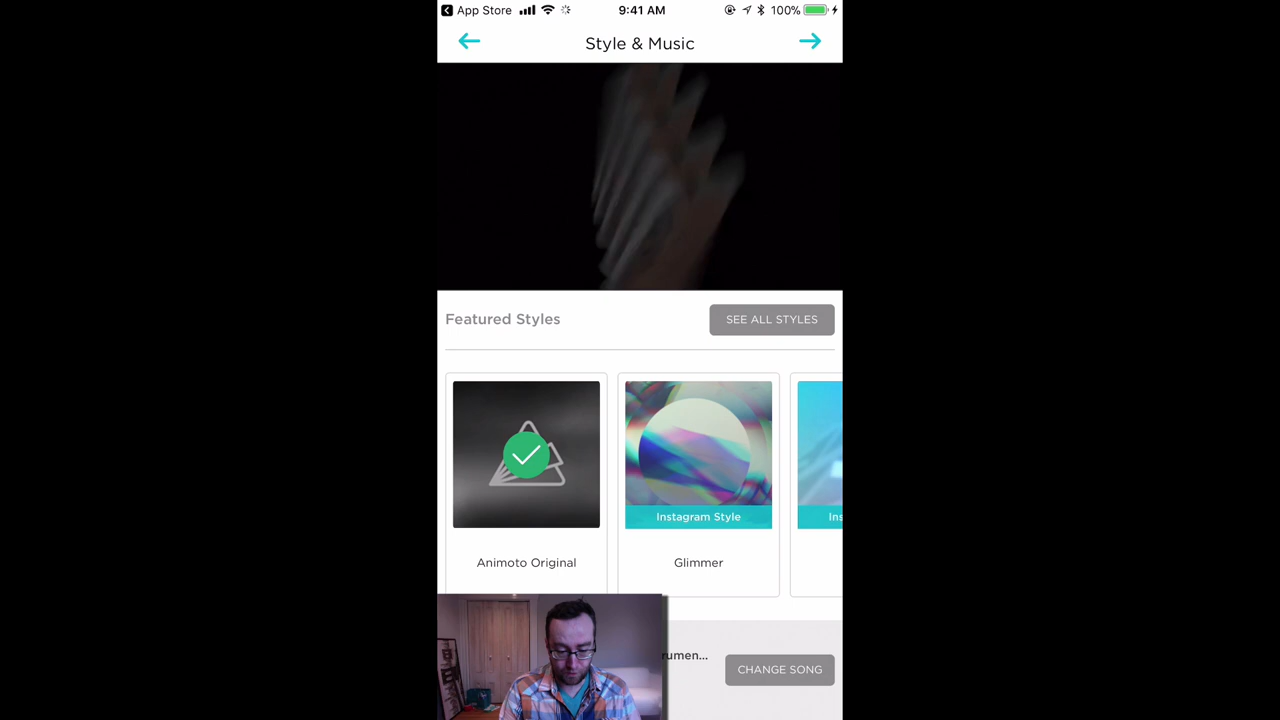 App Store 9:41 AM 100%
Style & Music
Featured Styles SEE ALL STYLES
Instagram Style
Animoto Original Glimmer
CHANGE SONG